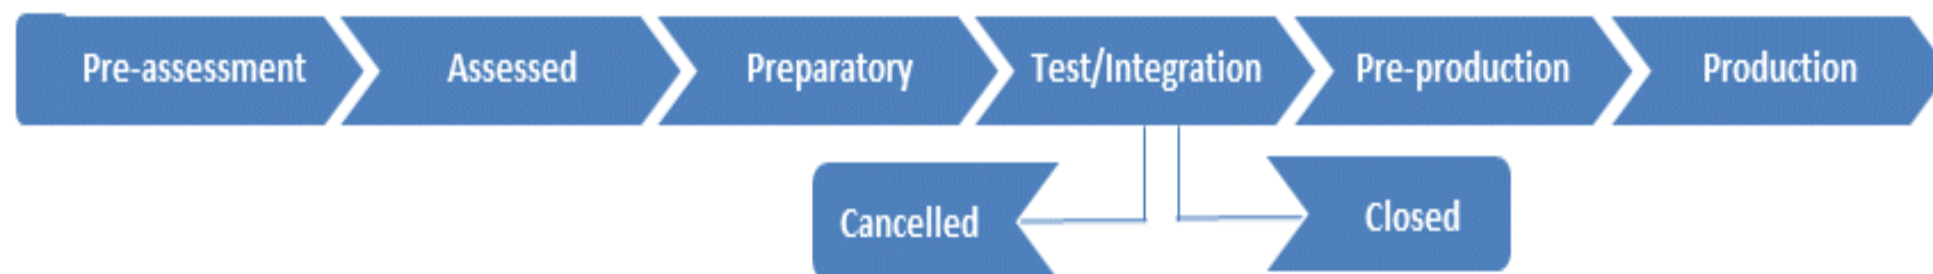 Pre-assessment
Assessed
Preparatory
Test/Integration
Pre-production
Production
Cancelled
Closed